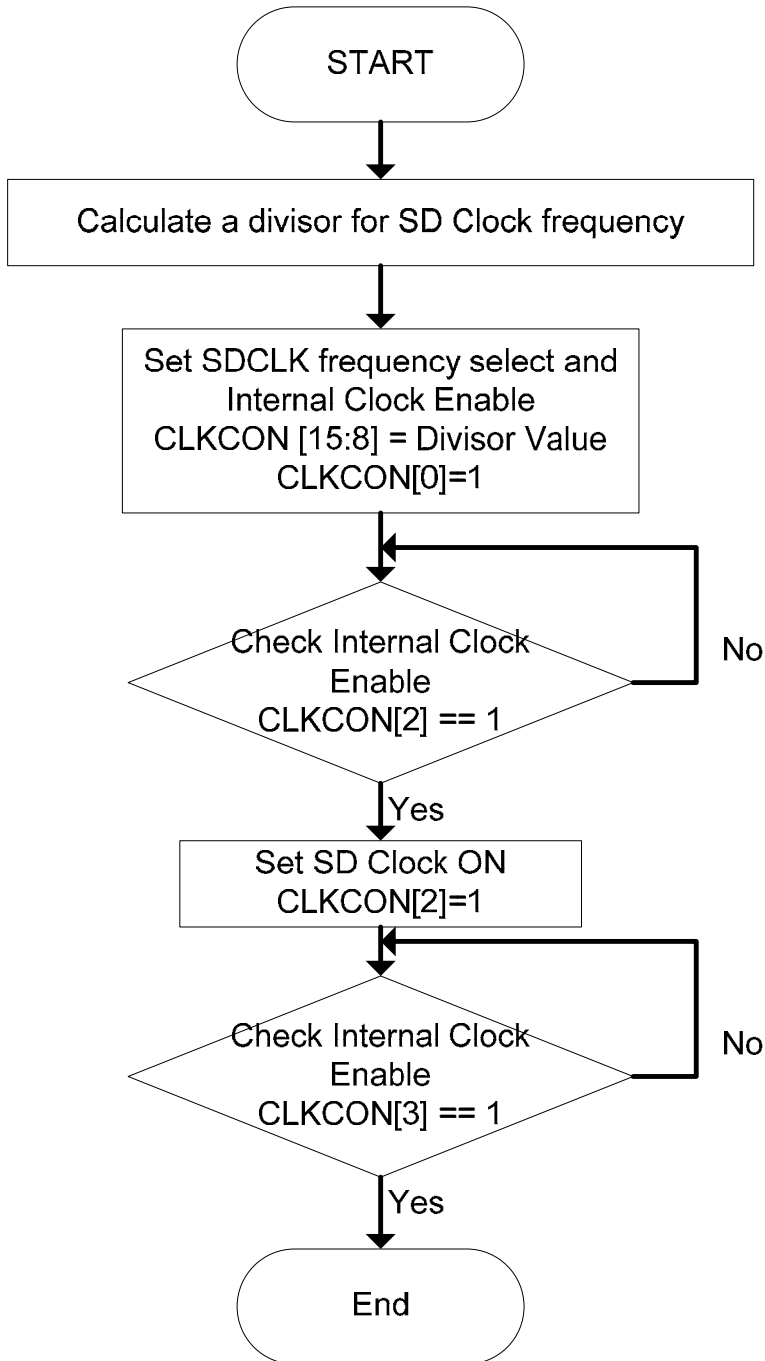 START
Calculate a divisor for SD Clock frequency
Set SDCLK frequency select and
Internal Clock Enable
CLKCON [15:8] = Divisor Value
CLKCON[0]=1
Check Internal Clock
Enable
CLKCON[2] == 1
No
Yes
Set SD Clock ON
CLKCON[2]=1
Check Internal Clock
Enable
CLKCON[3] == 1
No
Yes
End